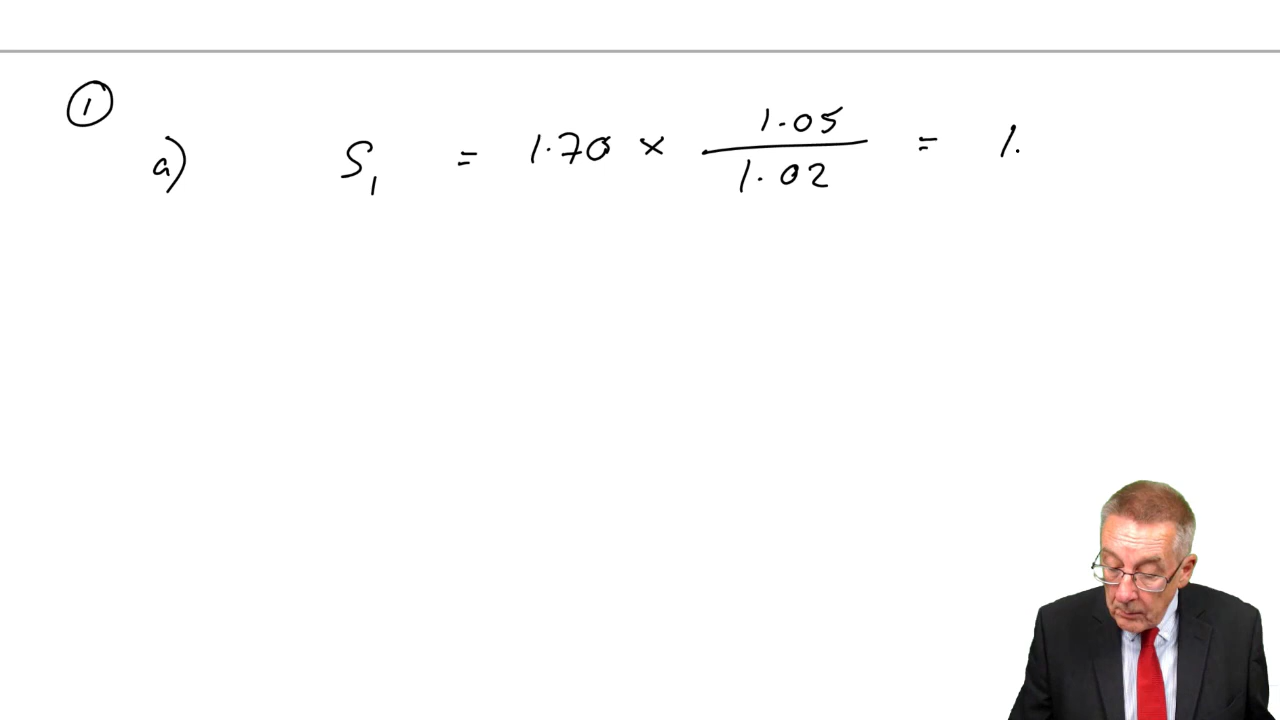 ①
a) S₁ = 1.70 × 1.05 / 1.02 = 1.